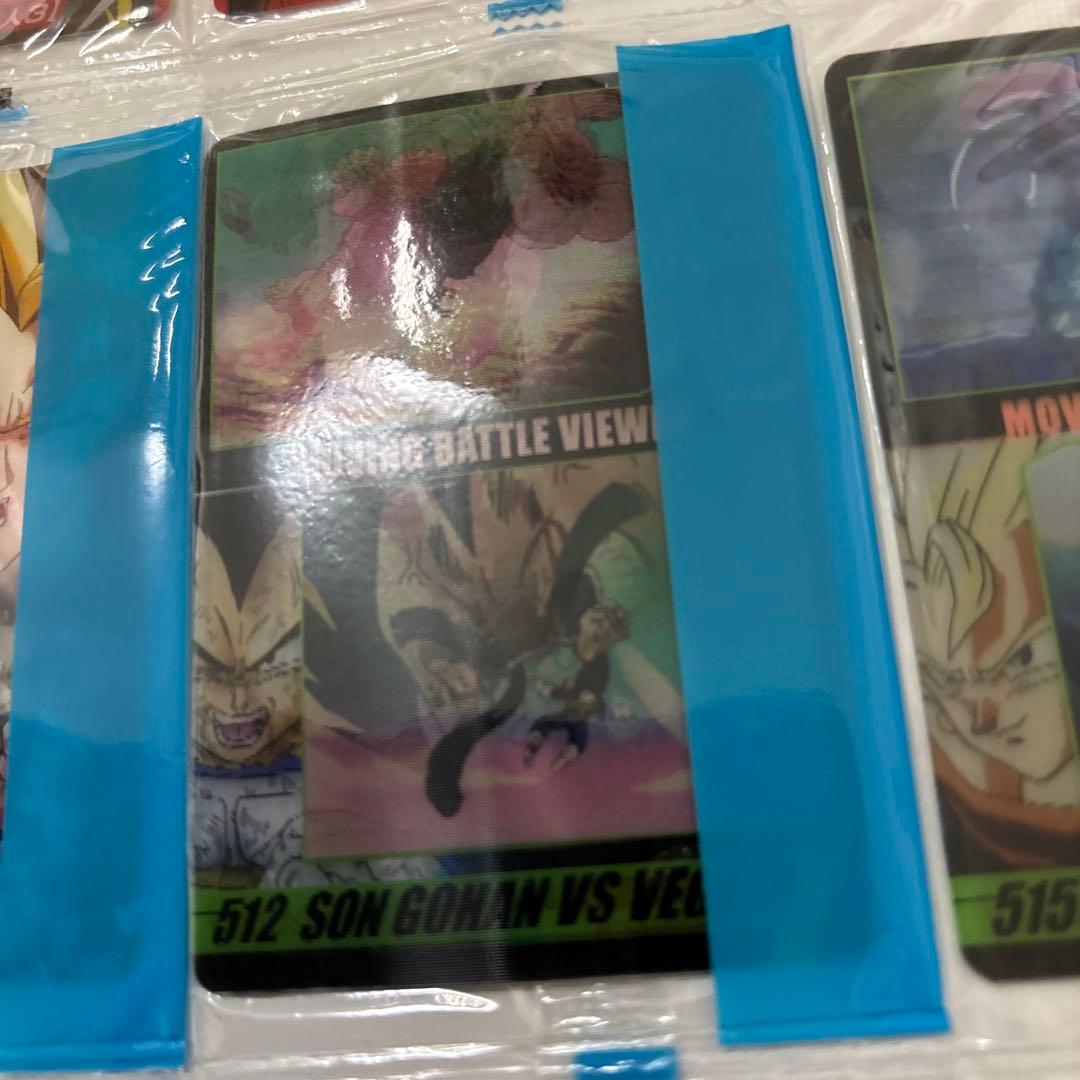 BATTLE VIEW
MOV
512 SON GOHAN VS VEG
515